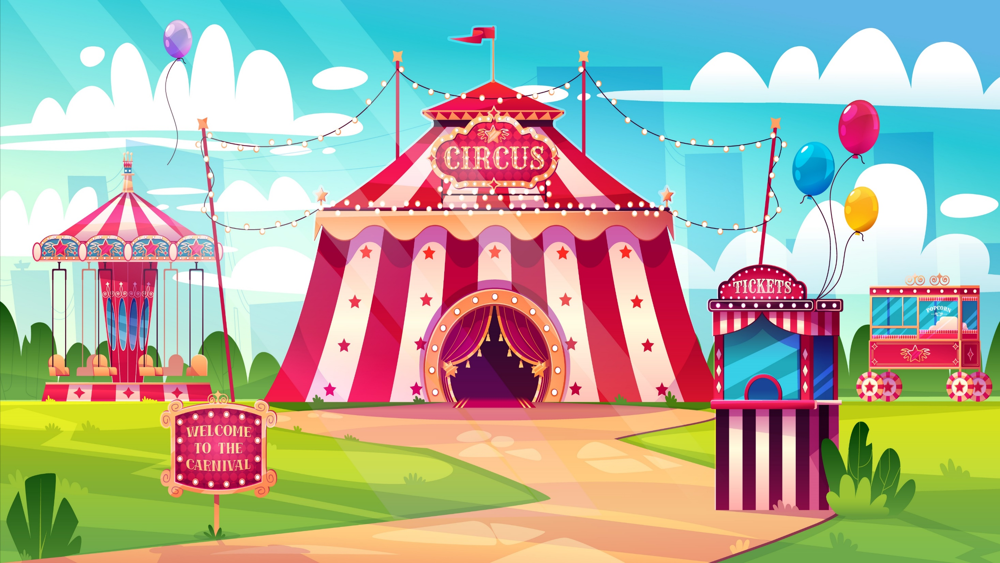 CIRCUS
TICKETS
POPCORN
WELCOME
TO THE
CARNIVAL